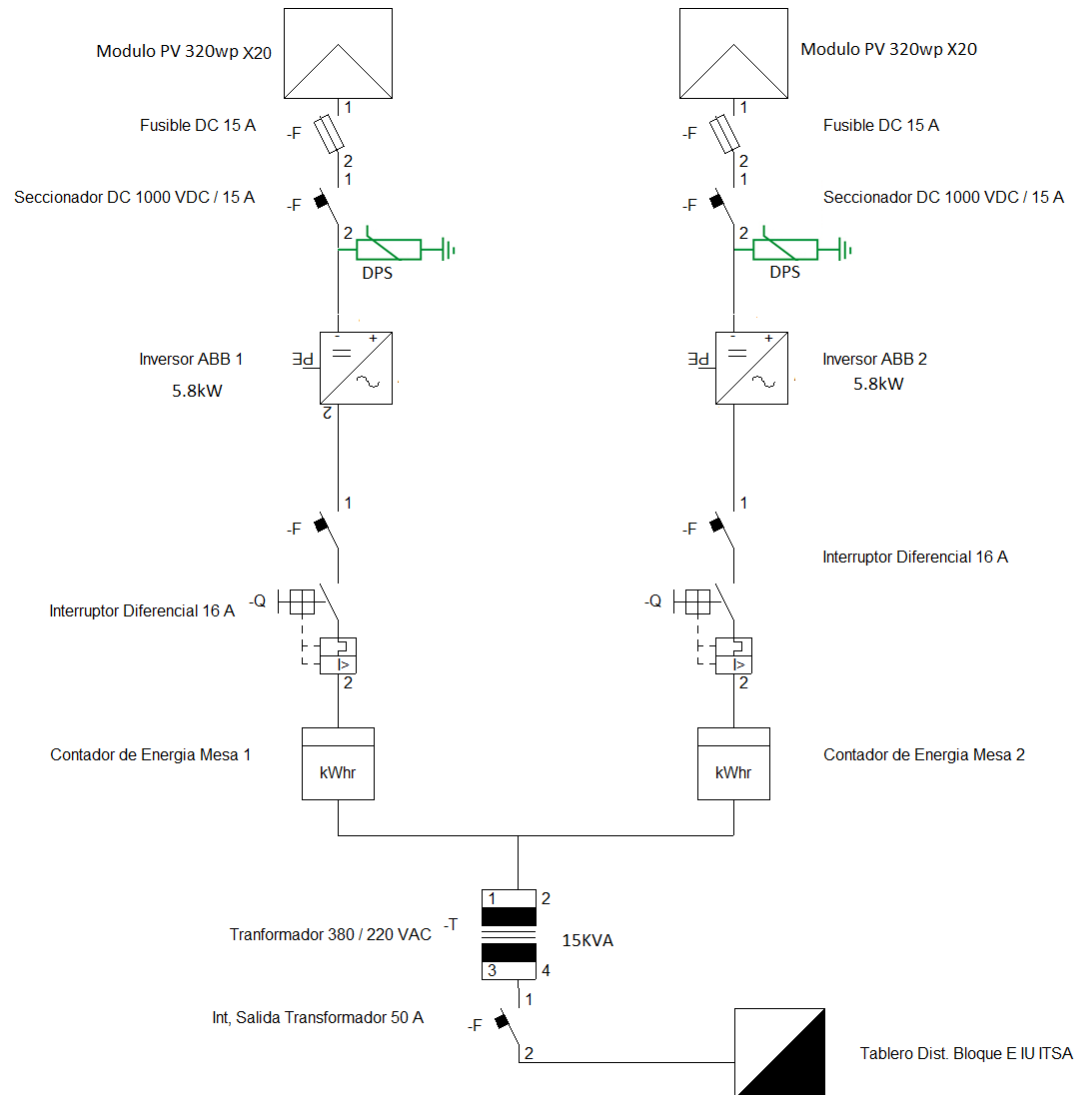 Modulo PV 320wp X20
Modulo PV 320wp X20
1
1
Fusible DC 15 A
-F
-F
Fusible DC 15 A
2
2
1
1
Seccionador DC 1000 VDC / 15 A
-F
-F
Seccionador DC 1000 VDC / 15 A
2
2
DPS
DPS
- +
- +
Inversor ABB 1
PE
PE
Inversor ABB 2
5.8kW
5.8kW
2
1
1
-F
-F
Interruptor Diferencial 16 A
Interruptor Diferencial 16 A
-Q
-Q
I>
I>
2
2
Contador de Energia Mesa 1
Contador de Energia Mesa 2
kWhr
kWhr
1 2
Tranformador 380 / 220 VAC
-T
15KVA
3 4
1
Int, Salida Transformador 50 A
-F
2
Tablero Dist. Bloque E IU ITSA